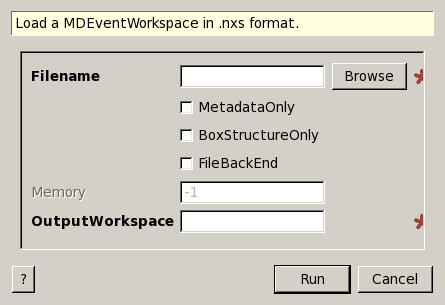 Load a MDEventWorkspace in .nxs format.
Filename Browse
MetadataOnly
BoxStructureOnly
FileBackEnd
Memory -1
OutputWorkspace
? Run Cancel